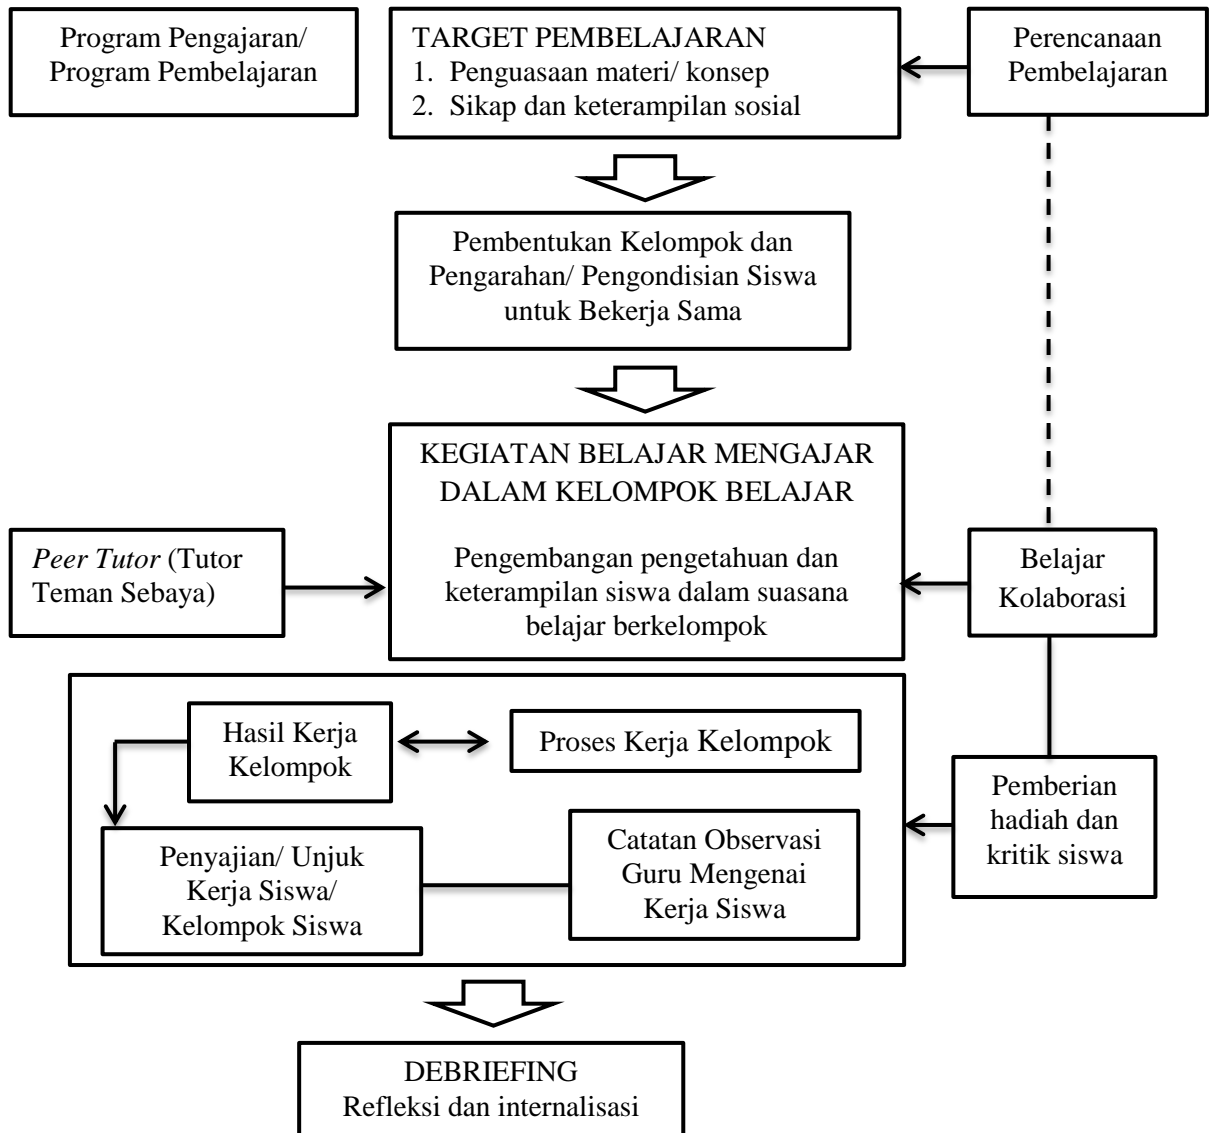 Program Pengajaran/
Program Pembelajaran
TARGET PEMBELAJARAN
1. Penguasaan materi/ konsep
2. Sikap dan keterampilan sosial
Perencanaan
Pembelajaran
Pembentukan Kelompok dan
Pengarahan/ Pengondisian Siswa
untuk Bekerja Sama
KEGIATAN BELAJAR MENGAJAR
DALAM KELOMPOK BELAJAR
Pengembangan pengetahuan dan
keterampilan siswa dalam suasana
belajar berkelompok
Peer Tutor (Tutor
Teman Sebaya)
Belajar
Kolaborasi
Hasil Kerja
Kelompok
Proses Kerja Kelompok
Pemberian
hadiah dan
kritik siswa
Penyajian/ Unjuk
Kerja Siswa/
Kelompok Siswa
Catatan Observasi
Guru Mengenai
Kerja Siswa
DEBRIEFING
Refleksi dan internalisasi